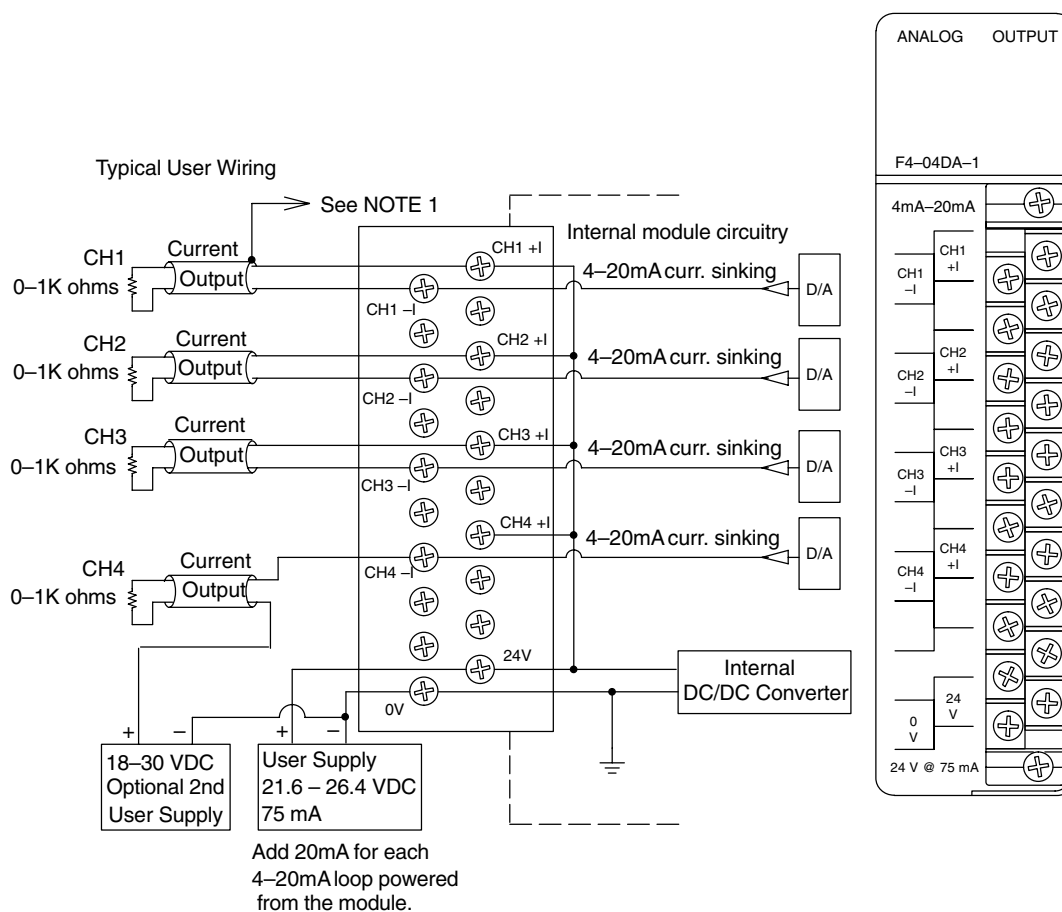 Typical User Wiring
See NOTE 1
Internal module circuitry
CH1
0–1K ohms
Current
Output
CH1 +I
CH1 –I
4–20mA curr. sinking
D/A
CH2
0–1K ohms
Current
Output
CH2 +I
CH2 –I
4–20mA curr. sinking
D/A
CH3
0–1K ohms
Current
Output
CH3 +I
CH3 –I
4–20mA curr. sinking
D/A
CH4
0–1K ohms
Current
Output
CH4 +I
CH4 –I
4–20mA curr. sinking
D/A
24V
0V
Internal
DC/DC Converter
+ –
18–30 VDC
Optional 2nd
User Supply
+ –
User Supply
21.6 – 26.4 VDC
75 mA
Add 20mA for each
4–20mA loop powered
from the module.
ANALOG OUTPUT
F4–04DA–1
4mA–20mA
CH1
+I
CH1
–I
CH2
+I
CH2
–I
CH3
+I
CH3
–I
CH4
+I
CH4
–I
24
V
0
V
24 V @ 75 mA